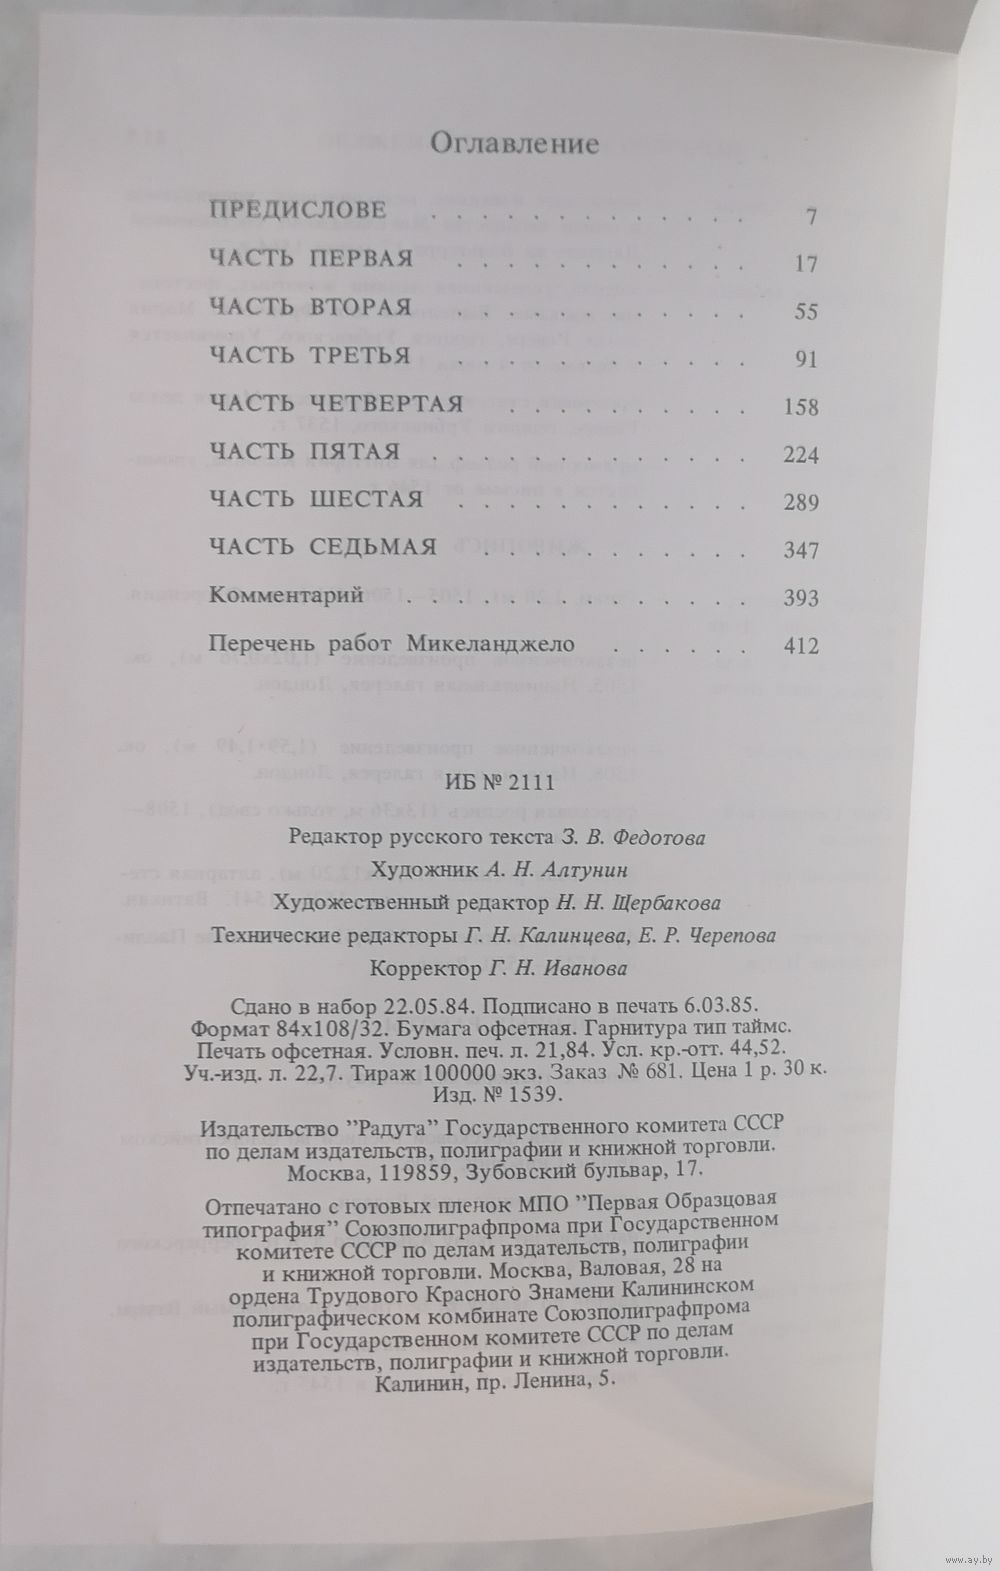 Оглавление
ПРЕДИСЛОВЕ . . . . . . . . . . . . . 7
ЧАСТЬ ПЕРВАЯ . . . . . . . . . . . . 17
ЧАСТЬ ВТОРАЯ . . . . . . . . . . . . 55
ЧАСТЬ ТРЕТЬЯ . . . . . . . . . . . . 91
ЧАСТЬ ЧЕТВЕРТАЯ . . . . . . . . . . 158
ЧАСТЬ ПЯТАЯ . . . . . . . . . . . . . 224
ЧАСТЬ ШЕСТАЯ . . . . . . . . . . . . 289
ЧАСТЬ СЕДЬМАЯ . . . . . . . . . . . 347
Комментарий . . . . . . . . . . . . . . 393
Перечень работ Микеланджело . . . . . . 412
ИБ № 2111
Редактор русского текста З. В. Федотова
Художник А. Н. Алтунин
Художественный редактор Н. Н. Щербакова
Технические редакторы Г. Н. Калинцева, Е. Р. Черепова
Корректор Г. Н. Иванова
Сдано в набор 22.05.84. Подписано в печать 6.03.85.
Формат 84х108/32. Бумага офсетная. Гарнитура тип таймс.
Печать офсетная. Условн. печ. л. 21,84. Усл. кр.-отт. 44,52.
Уч.-изд. л. 22,7. Тираж 100000 экз. Заказ № 681. Цена 1 р. 30 к.
Изд. № 1539.
Издательство ”Радуга” Государственного комитета СССР
по делам издательств, полиграфии и книжной торговли.
Москва, 119859, Зубовский бульвар, 17.
Отпечатано с готовых пленок МПО ”Первая Образцовая
типография” Союзполиграфпрома при Государственном
комитете СССР по делам издательств, полиграфии
и книжной торговли. Москва, Валовая, 28 на
ордена Трудового Красного Знамени Калининском
полиграфическом комбинате Союзполиграфпрома
при Государственном комитете СССР по делам
издательств, полиграфии и книжной торговли.
Калинин, пр. Ленина, 5.
www.ay.by